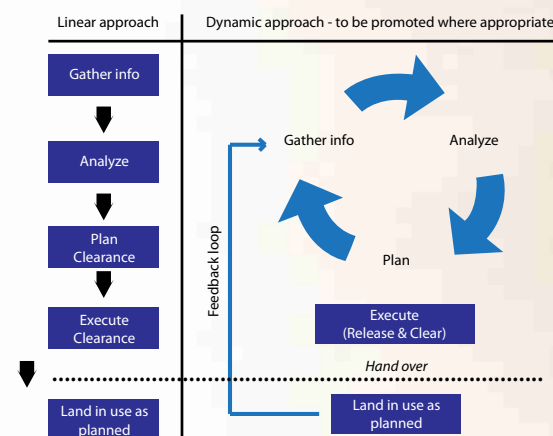 Linear approach
Dynamic approach - to be promoted where appropriate
Gather info
Analyze
Plan
Clearance
Execute
Clearance
Land in use as
planned
Gather info
Analyze
Plan
Feedback loop
Execute
(Release & Clear)
Hand over
Land in use as
planned